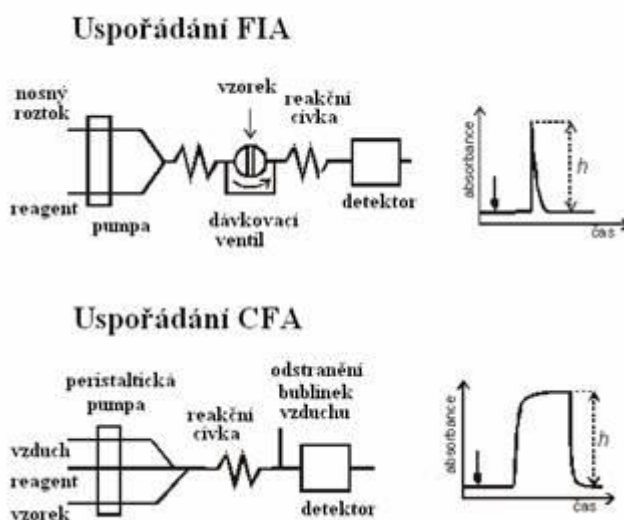 Uspořádání FIA
nosný
roztok
vzorek
reakční
cívka
reagent
pumpa
dávkovací
ventil
detektor
absorbance
h
čas
Uspořádání CFA
peristaltická
pumpa
reakční
cívka
odstranění
bublinek
vzduchu
vzduch
reagent
vzorek
detektor
absorbance
h
čas